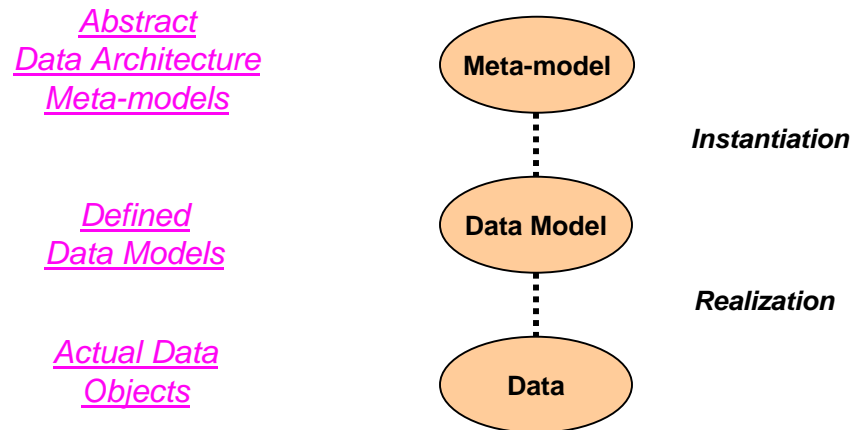 Abstract
Data Architecture
Meta-models
Meta-model
Instantiation
Defined
Data Models
Data Model
Realization
Actual Data
Objects
Data